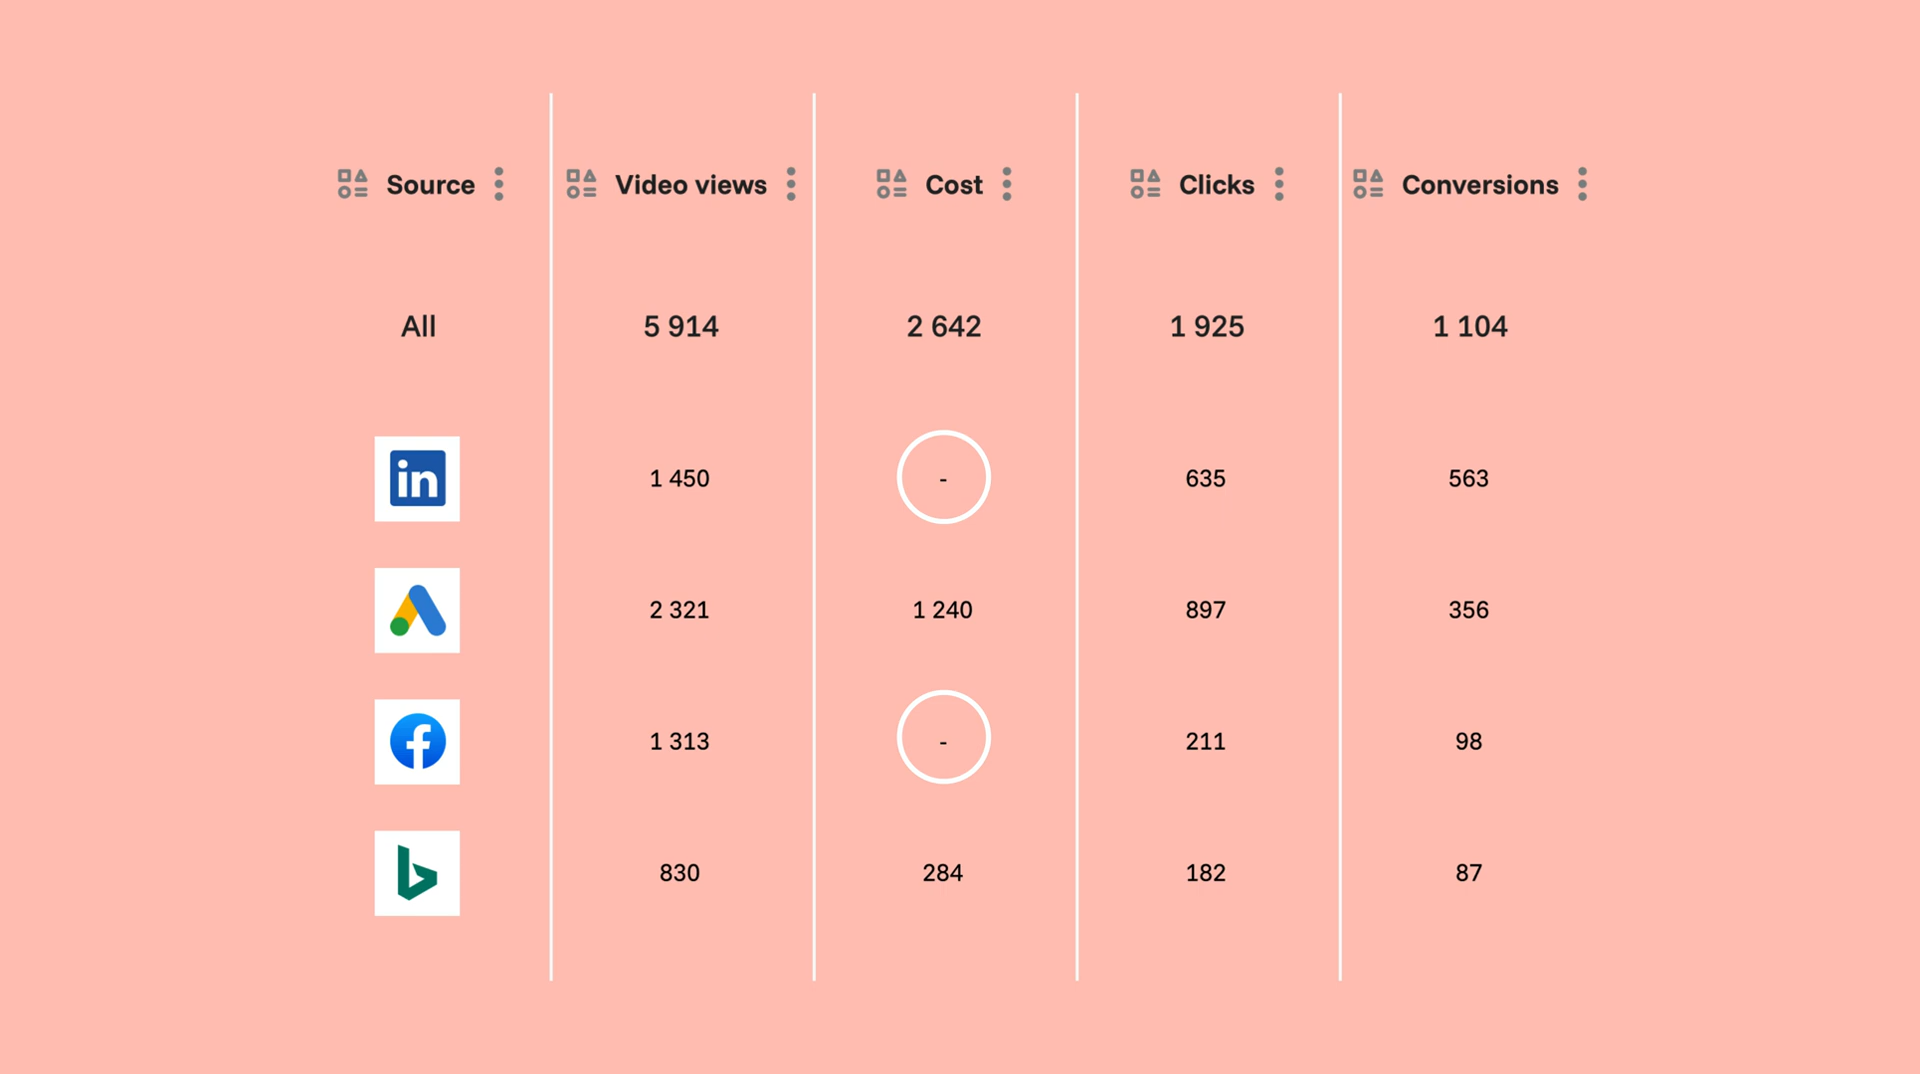 Source Video views Cost Clicks Conversions
All 5 914 2 642 1 925 1 104
in 1 450 - 635 563
2 321 1 240 897 356
f 1 313 - 211 98
b 830 284 182 87